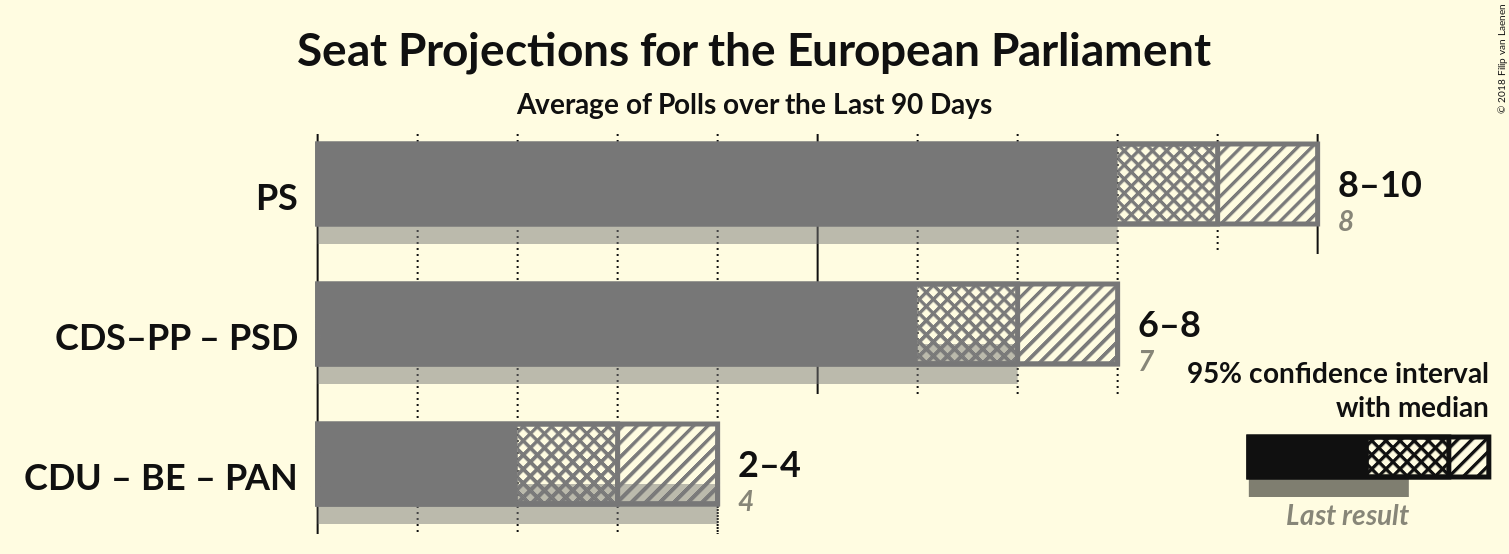 Seat Projections for the European Parliament
Average of Polls over the Last 90 Days
© 2018 Filip van Laenen
PS
8–10
8
CDS–PP – PSD
6–8
7
95% confidence interval
with median
CDU – BE – PAN
2–4
4
Last result